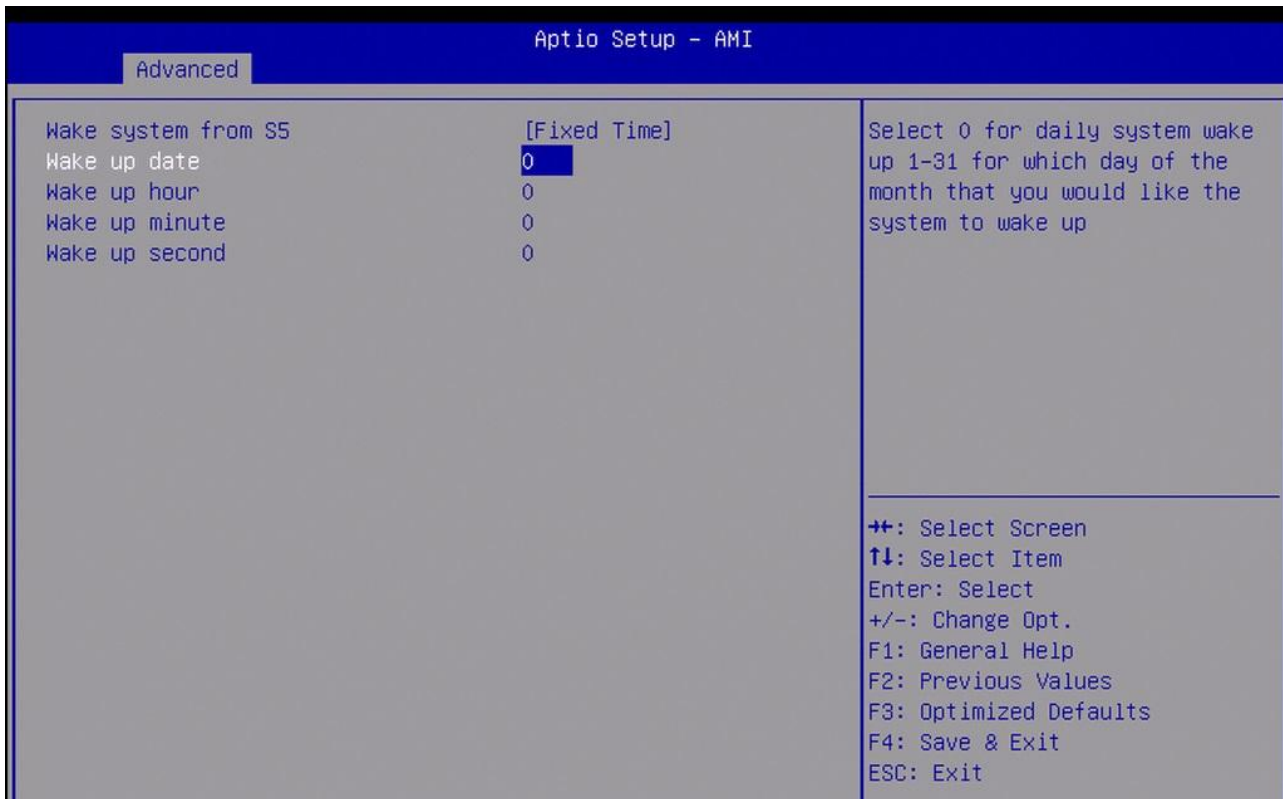 Aptio Setup – AMI
Advanced
Wake system from S5 [Fixed Time]
Wake up date 0
Wake up hour 0
Wake up minute 0
Wake up second 0
Select 0 for daily system wake
up 1-31 for which day of the
month that you would like the
system to wake up
→←: Select Screen
↑↓: Select Item
Enter: Select
+/-: Change Opt.
F1: General Help
F2: Previous Values
F3: Optimized Defaults
F4: Save & Exit
ESC: Exit